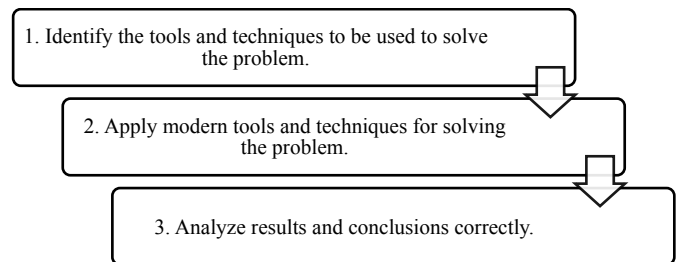 1. Identify the tools and techniques to be used to solve
the problem.
2. Apply modern tools and techniques for solving
the problem.
3. Analyze results and conclusions correctly.